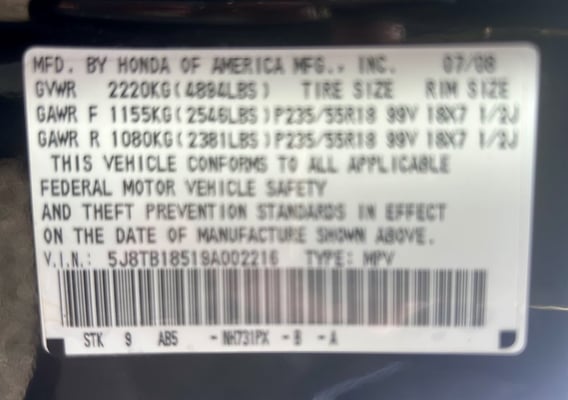 MFD. BY HONDA OF AMERICA MFG., INC. 07/08
GVWR 2220KG(4894LBS) TIRE SIZE RIM SIZE
GAWR F 1155KG(2546LBS)P235/55R18 99V 18X7 1/2J
GAWR R 1080KG(2381LBS)P235/55R18 99V 18X7 1/2J
THIS VEHICLE CONFORMS TO ALL APPLICABLE
FEDERAL MOTOR VEHICLE SAFETY
AND THEFT PREVENTION STANDARDS IN EFFECT
ON THE DATE OF MANUFACTURE SHOWN ABOVE.
V.I.N.: 5J8TB18519A002216 TYPE: MPV
STK 9 AB5 - NH731PX - B - A